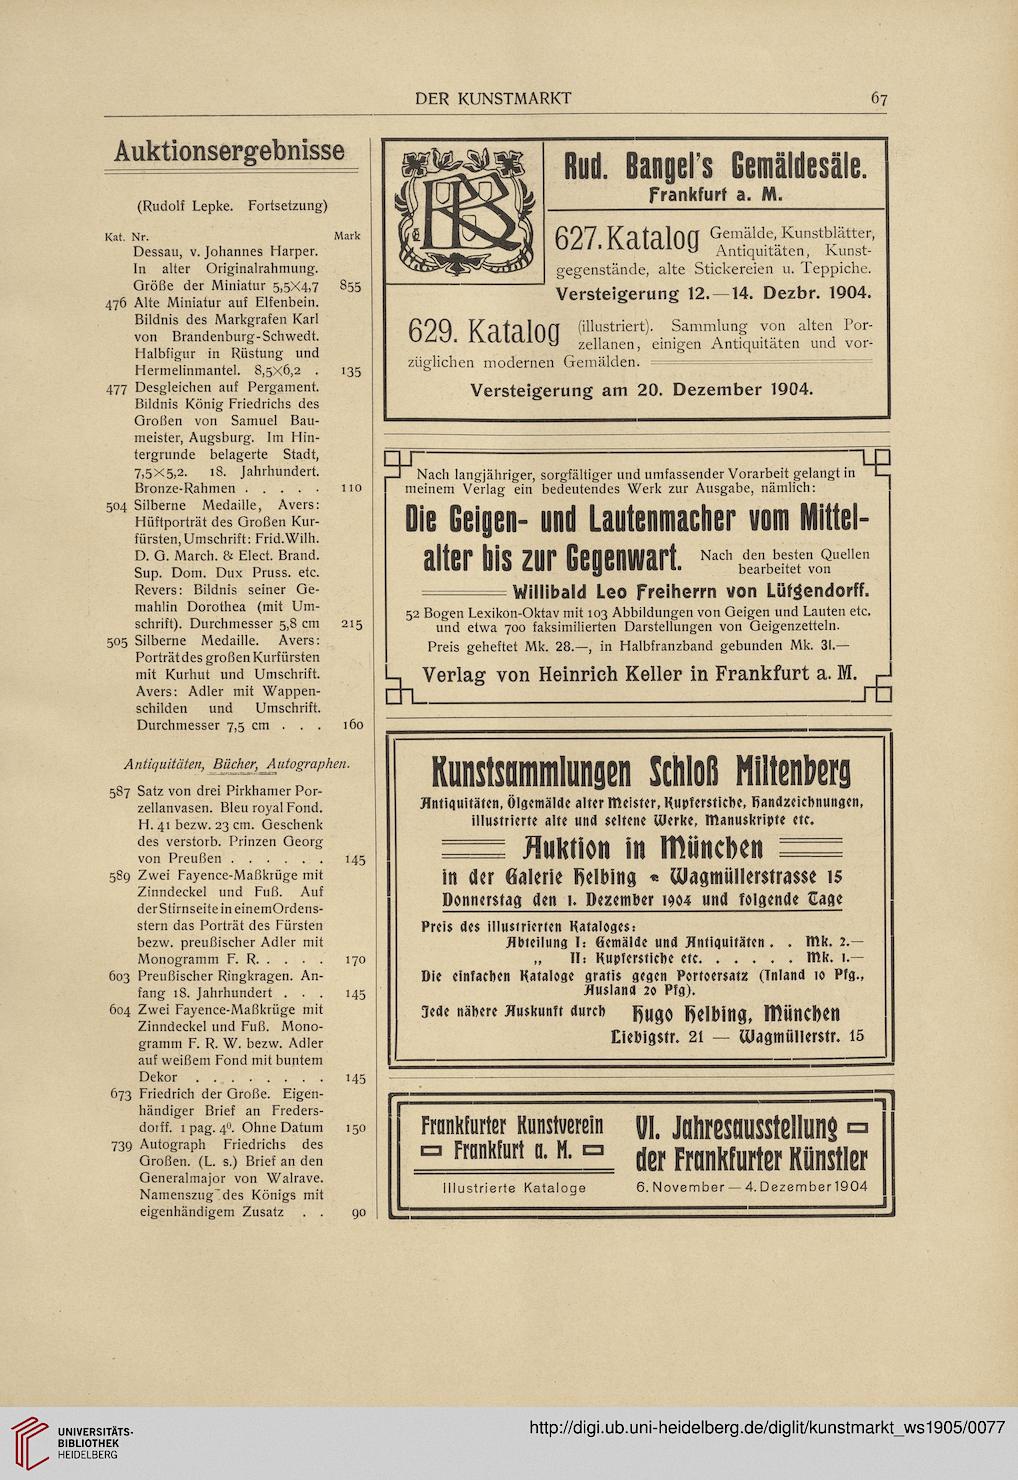 DER KUNSTMARKT 67
Auktionsergebnisse
(Rudolf Lepke. Fortsetzung)
Kat. Nr. Mark
Dessau, v. Johannes Harper.
In alter Originalrahmung.
Größe der Miniatur 5,5×4,7 855
476 Alte Miniatur auf Elfenbein.
Bildnis des Markgrafen Karl
von Brandenburg-Schwedt.
Halbfigur in Rüstung und
Hermelinmantel. 8,5×6,2 . 135
477 Desgleichen auf Pergament.
Bildnis König Friedrichs des
Großen von Samuel Bau-
meister, Augsburg. Im Hin-
tergrunde belagerte Stadt,
7,5×5,2. 18. Jahrhundert.
Bronze-Rahmen . . . . . 110
504 Silberne Medaille, Avers:
Hüftporträt des Großen Kur-
fürsten, Umschrift: Frid.Wilh.
D. G. March. & Elect. Brand.
Sup. Dom. Dux Pruss. etc.
Revers: Bildnis seiner Ge-
mahlin Dorothea (mit Um-
schrift). Durchmesser 5,8 cm 215
505 Silberne Medaille. Avers:
Porträt des großen Kurfürsten
mit Kurhut und Umschrift.
Avers: Adler mit Wappen-
schilden und Umschrift.
Durchmesser 7,5 cm . . . 160
Antiquitäten, Bücher, Autographen.
587 Satz von drei Pirkhamer Por-
zellanvasen. Bleu royal Fond.
H. 41 bezw. 23 cm. Geschenk
des verstorb. Prinzen Georg
von Preußen . . . . . . 145
589 Zwei Fayence-Maßkrüge mit
Zinndeckel und Fuß. Auf
der Stirnseite in einem Ordens-
stern das Porträt des Fürsten
bezw. preußischer Adler mit
Monogramm F. R. . . . . 170
603 Preußischer Ringkragen. An-
fang 18. Jahrhundert . . . 145
604 Zwei Fayence-Maßkrüge mit
Zinndeckel und Fuß. Mono-
gramm F. R. W. bezw. Adler
auf weißem Fond mit buntem
Dekor . . . . . . . . 145
673 Friedrich der Große. Eigen-
händiger Brief an Freders-
dorff. 1 pag. 4⁰. Ohne Datum 150
739 Autograph Friedrichs des
Großen. (L. s.) Brief an den
Generalmajor von Walrave.
Namenszug des Königs mit
eigenhändigem Zusatz . . 90
RB
Rud. Bangel's Gemäldesäle.
Frankfurt a. M.
627. Katalog Gemälde, Kunstblätter,
Antiquitäten, Kunst-
gegenstände, alte Stickereien u. Teppiche.
Versteigerung 12.—14. Dezbr. 1904.
629. Katalog (illustriert). Sammlung von alten Por-
zellanen, einigen Antiquitäten und vor-
züglichen modernen Gemälden.
Versteigerung am 20. Dezember 1904.
Nach langjähriger, sorgfältiger und umfassender Vorarbeit gelangt in
meinem Verlag ein bedeutendes Werk zur Ausgabe, nämlich:
Die Geigen- und Lautenmacher vom Mittel-
alter bis zur Gegenwart. Nach den besten Quellen
bearbeitet von
Willibald Leo Freiherrn von Lütgendorff.
52 Bogen Lexikon-Oktav mit 103 Abbildungen von Geigen und Lauten etc.
und etwa 700 faksimilierten Darstellungen von Geigenzetteln.
Preis geheftet Mk. 28.—, in Halbfranzband gebunden Mk. 31.—
Verlag von Heinrich Keller in Frankfurt a. M.
Kunstsammlungen Schloß Miltenberg
Antiquitäten, Ölgemälde alter Meister, Kupferstiche, Handzeichnungen,
illustrierte alte und seltene Werke, Manuskripte etc.
Auktion in München
in der Galerie Helbing * Wagmüllerstrasse 15
Donnerstag den 1. Dezember 1904 und folgende Tage
Preis des illustrierten Kataloges:
Abteilung I: Gemälde und Antiquitäten . . Mk. 2.—
„ II: Kupferstiche etc. . . . . . . Mk. 1.—
Die einfachen Kataloge gratis gegen Portoersatz (Inland 10 Pfg.,
Ausland 20 Pfg).
Jede nähere Auskunft durch Hugo Helbing, München
Liebigstr. 21 — Wagmüllerstr. 15
Frankfurter Kunstverein
Frankfurt a. M.
Illustrierte Kataloge
VI. Jahresausstellung
der Frankfurter Künstler
6. November — 4. Dezember 1904
UNIVERSITÄTS-
BIBLIOTHEK
HEIDELBERG
http://digi.ub.uni-heidelberg.de/diglit/kunstmarkt_ws1905/0077